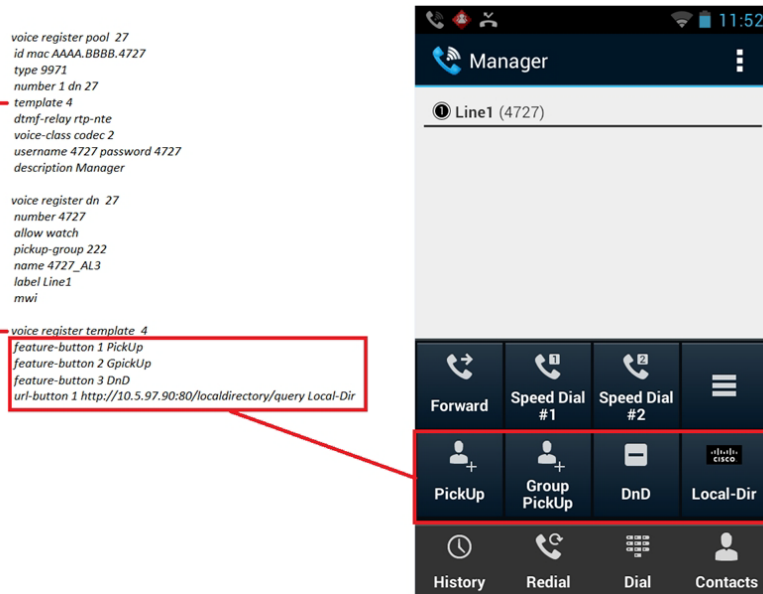 voice register pool 27
id mac AAAA.BBBB.4727
type 9971
number 1 dn 27
template 4
dtmf-relay rtp-nte
voice-class codec 2
username 4727 password 4727
description Manager
voice register dn 27
number 4727
allow watch
pickup-group 222
name 4727_AL3
label Line1
mwi
voice register template 4
feature-button 1 PickUp
feature-button 2 GpickUp
feature-button 3 DnD
url-button 1 http://10.5.97.90:80/localdirectory/query Local-Dir
11:52
Manager
1 Line1 (4727)
1
2
Forward
Speed Dial
#1
Speed Dial
#2
CISCO
PickUp
Group
PickUp
DnD
Local-Dir
History
Redial
Dial
Contacts